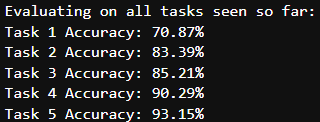 Evaluating on all tasks seen so far:
Task 1 Accuracy: 70.87%
Task 2 Accuracy: 83.39%
Task 3 Accuracy: 85.21%
Task 4 Accuracy: 90.29%
Task 5 Accuracy: 93.15%